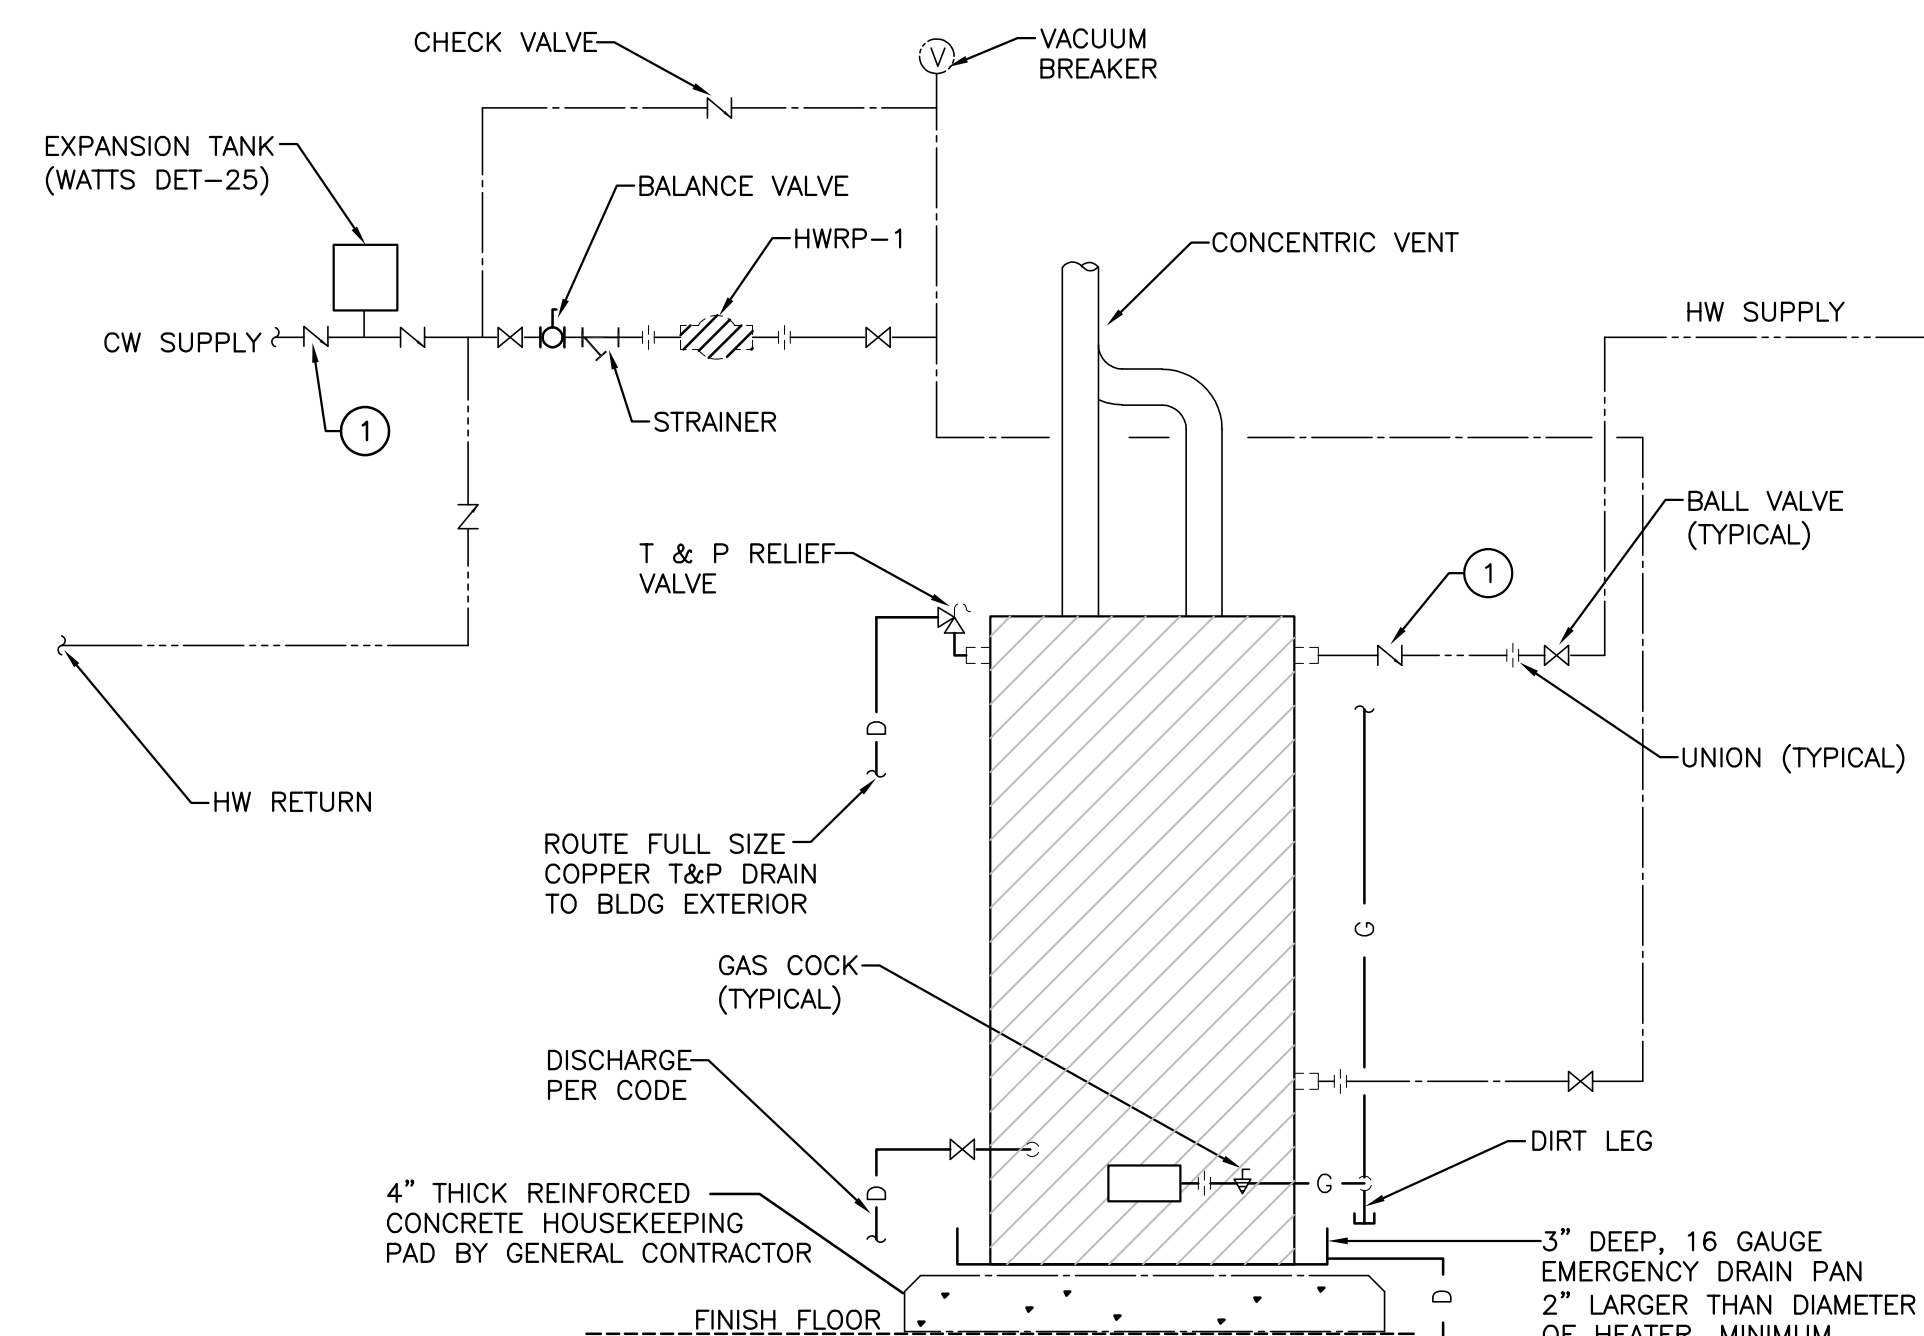 CHECK VALVE
VACUUM
BREAKER
V
EXPANSION TANK
(WATTS DET-25)
BALANCE VALVE
HWRP-1
CONCENTRIC VENT
HW SUPPLY
CW SUPPLY
STRAINER
1
BALL VALVE
(TYPICAL)
T & P RELIEF
VALVE
1
D
UNION (TYPICAL)
HW RETURN
ROUTE FULL SIZE
COPPER T&P DRAIN
TO BLDG EXTERIOR
G
GAS COCK
(TYPICAL)
DISCHARGE
PER CODE
DIRT LEG
D
G
4" THICK REINFORCED
CONCRETE HOUSEKEEPING
PAD BY GENERAL CONTRACTOR
3" DEEP, 16 GAUGE
EMERGENCY DRAIN PAN
2" LARGER THAN DIAMETER
OF HEATER, MINIMUM
D
FINISH FLOOR